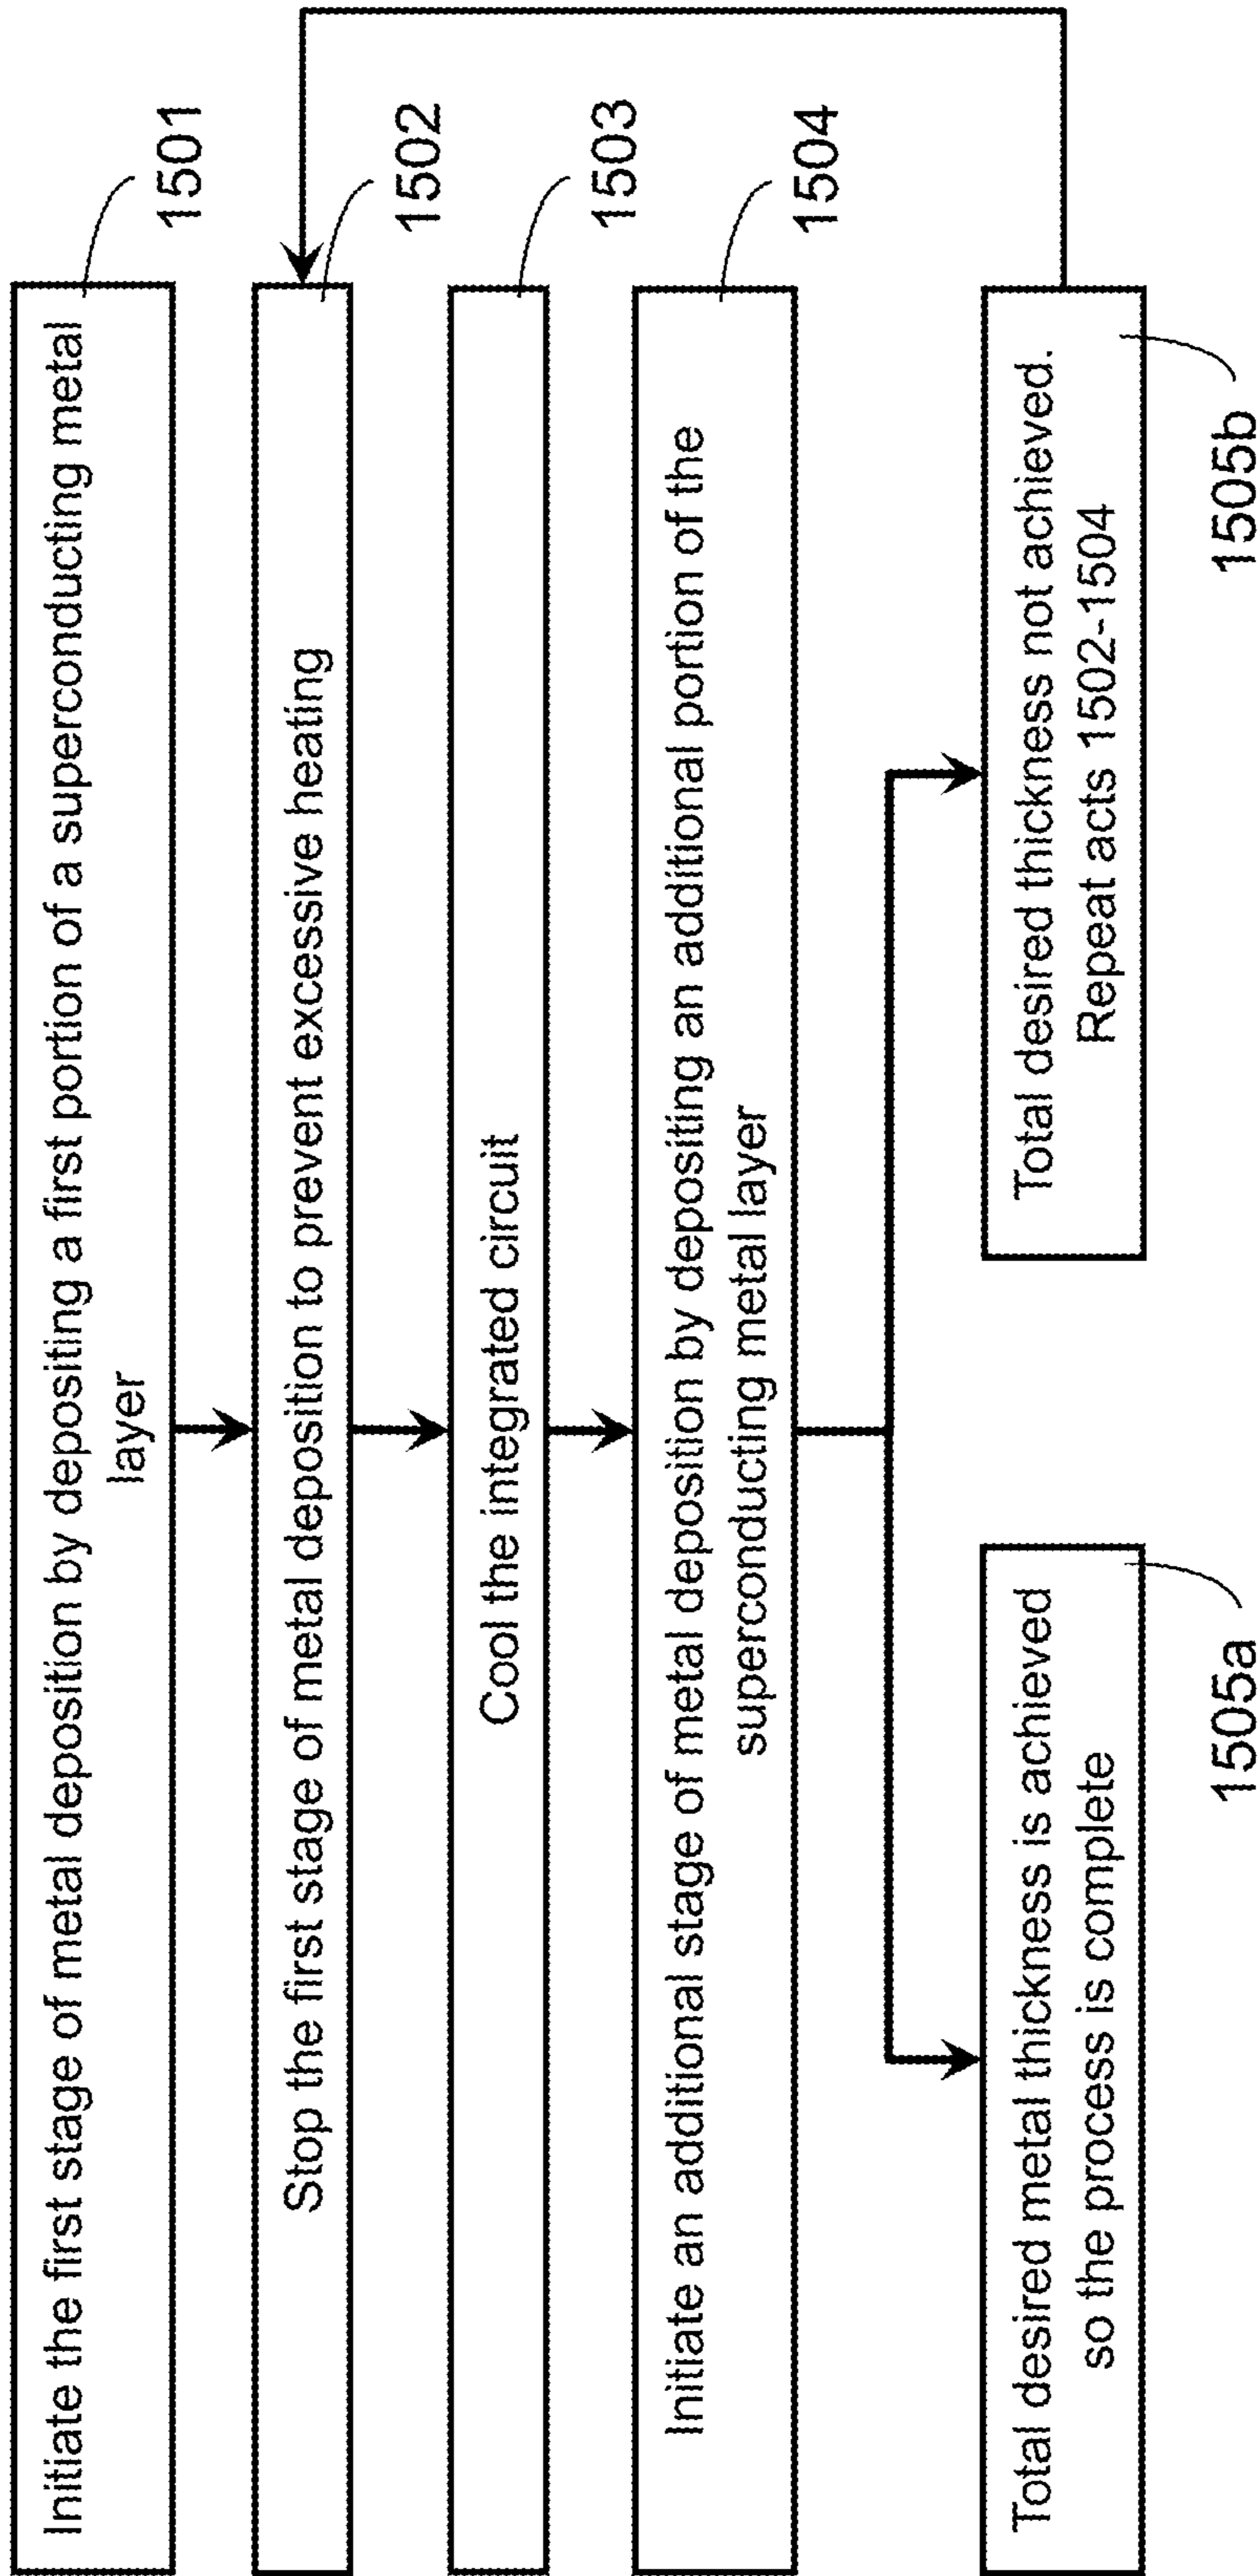 Initiate the first stage of metal deposition by depositing a first portion of a superconducting metal
layer
1501
Stop the first stage of metal deposition to prevent excessive heating
1502
Cool the integrated circuit
1503
Initiate an additional stage of metal deposition by depositing an additional portion of the
superconducting metal layer
1504
Total desired metal thickness is achieved
so the process is complete
1505a
Total desired thickness not achieved.
Repeat acts 1502-1504
1505b